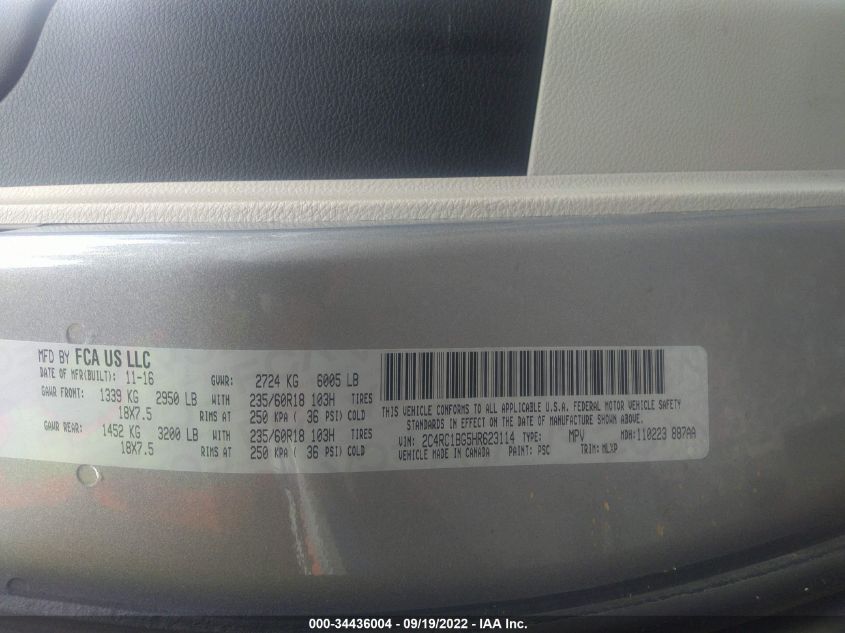 MFD BY FCA US LLC
DATE OF MFR(BUILT): 11-16 GVWR: 2724 KG 6005 LB
GAWR FRONT: 1339 KG 2950 LB WITH 235/60R18 103H TIRES
18X7.5 RIMS AT 250 KPA ( 36 PSI) COLD
GAWR REAR: 1452 KG 3200 LB WITH 235/60R18 103H TIRES
18X7.5 RIMS AT 250 KPA ( 36 PSI) COLD
THIS VEHICLE CONFORMS TO ALL APPLICABLE U.S.A. FEDERAL MOTOR VEHICLE SAFETY
STANDARDS IN EFFECT ON THE DATE OF MANUFACTURE SHOWN ABOVE.
VIN: 2C4RC1BG5HR623114 TYPE: MPV MDH: 110223 887AA
VEHICLE MADE IN CANADA PAINT: PSC TRIM: MLXP
000-34436004 - 09/19/2022 - IAA Inc.